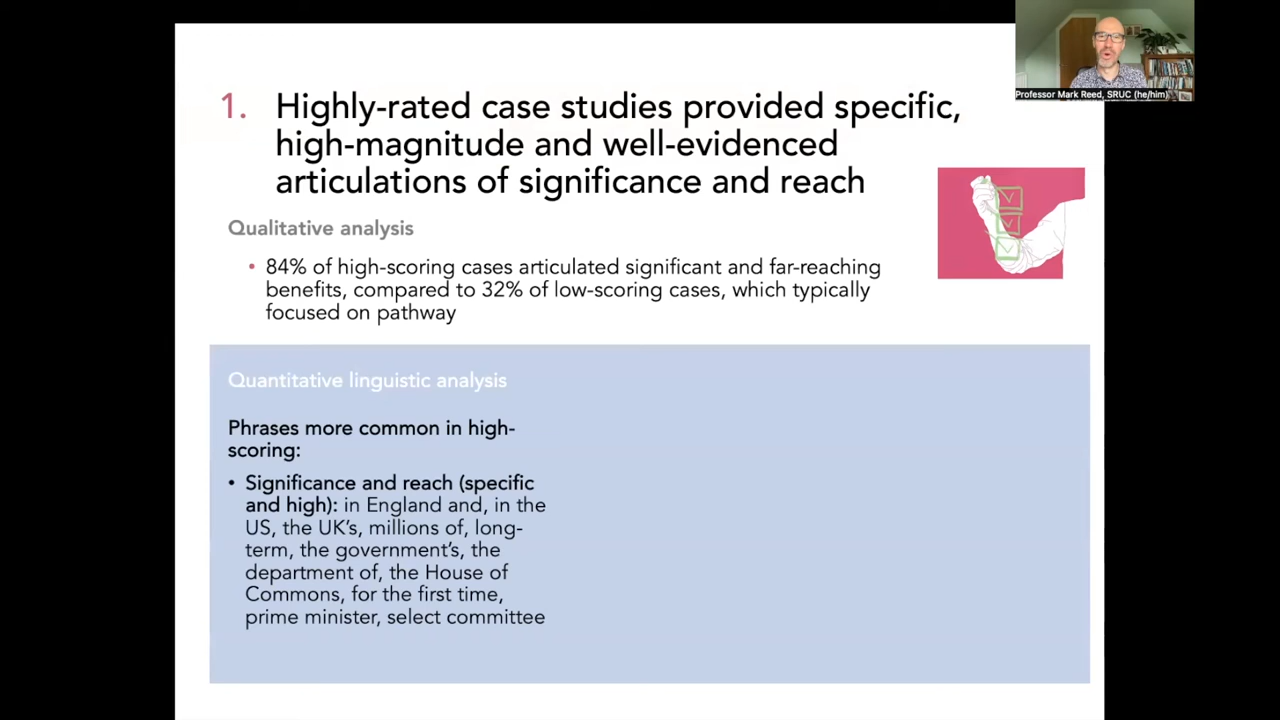 Professor Mark Reed, SRUC (he/him)
1. Highly-rated case studies provided specific,
high-magnitude and well-evidenced
articulations of significance and reach
Qualitative analysis
• 84% of high-scoring cases articulated significant and far-reaching
benefits, compared to 32% of low-scoring cases, which typically
focused on pathway
Quantitative linguistic analysis
Phrases more common in high-
scoring:
• Significance and reach (specific
and high): in England and, in the
US, the UK's, millions of, long-
term, the government's, the
department of, the House of
Commons, for the first time,
prime minister, select committee